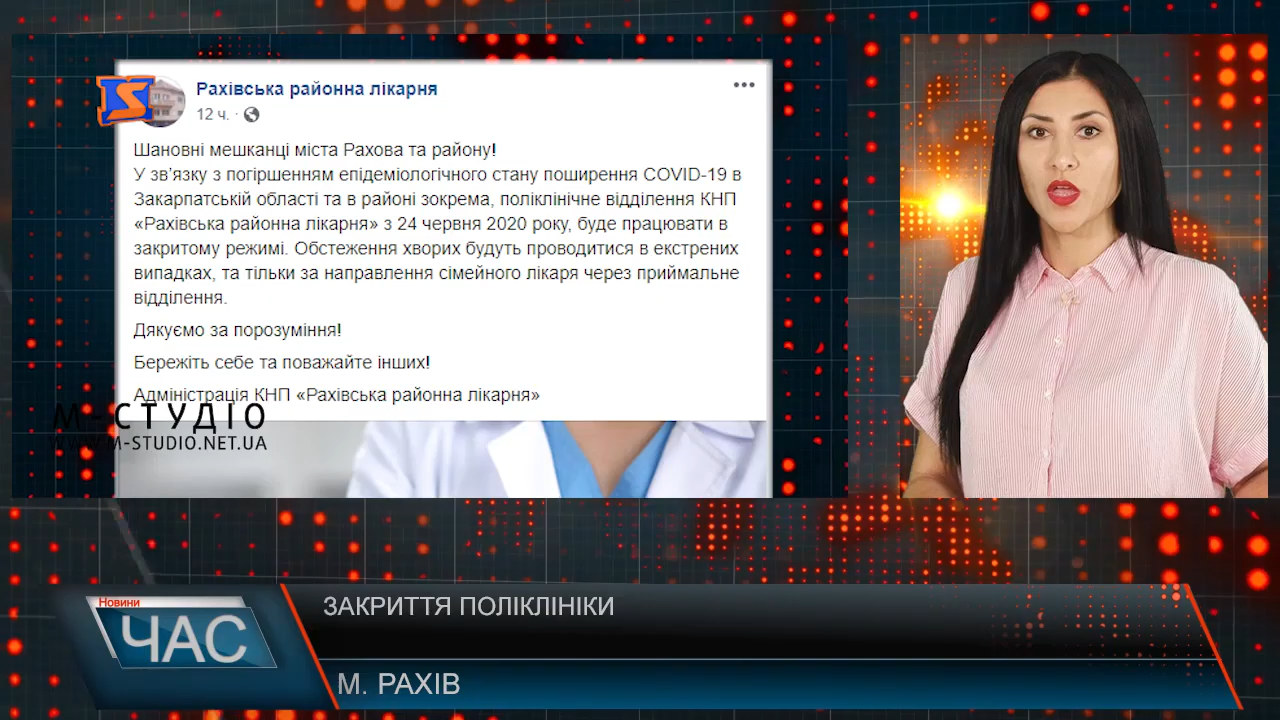 Рахівська районна лікарня
12 ч. ·
Шановні мешканці міста Рахова та району!
У зв’язку з погіршенням епідеміологічного стану поширення COVID-19 в
Закарпатській області та в районі зокрема, поліклінічне відділення КНП
«Рахівська районна лікарня» з 24 червня 2020 року, буде працювати в
закритому режимі. Обстеження хворих будуть проводитися в екстрених
випадках, та тільки за направлення сімейного лікаря через приймальне
відділення.
Дякуємо за порозуміння!
Бережіть себе та поважайте інших!
Адміністрація КНП «Рахівська районна лікарня»
М - СТУДІО
WWW.M-STUDIO.NET.UA
Новини
ЧАС
ЗАКРИТТЯ ПОЛІКЛІНІКИ
М. РАХІВ